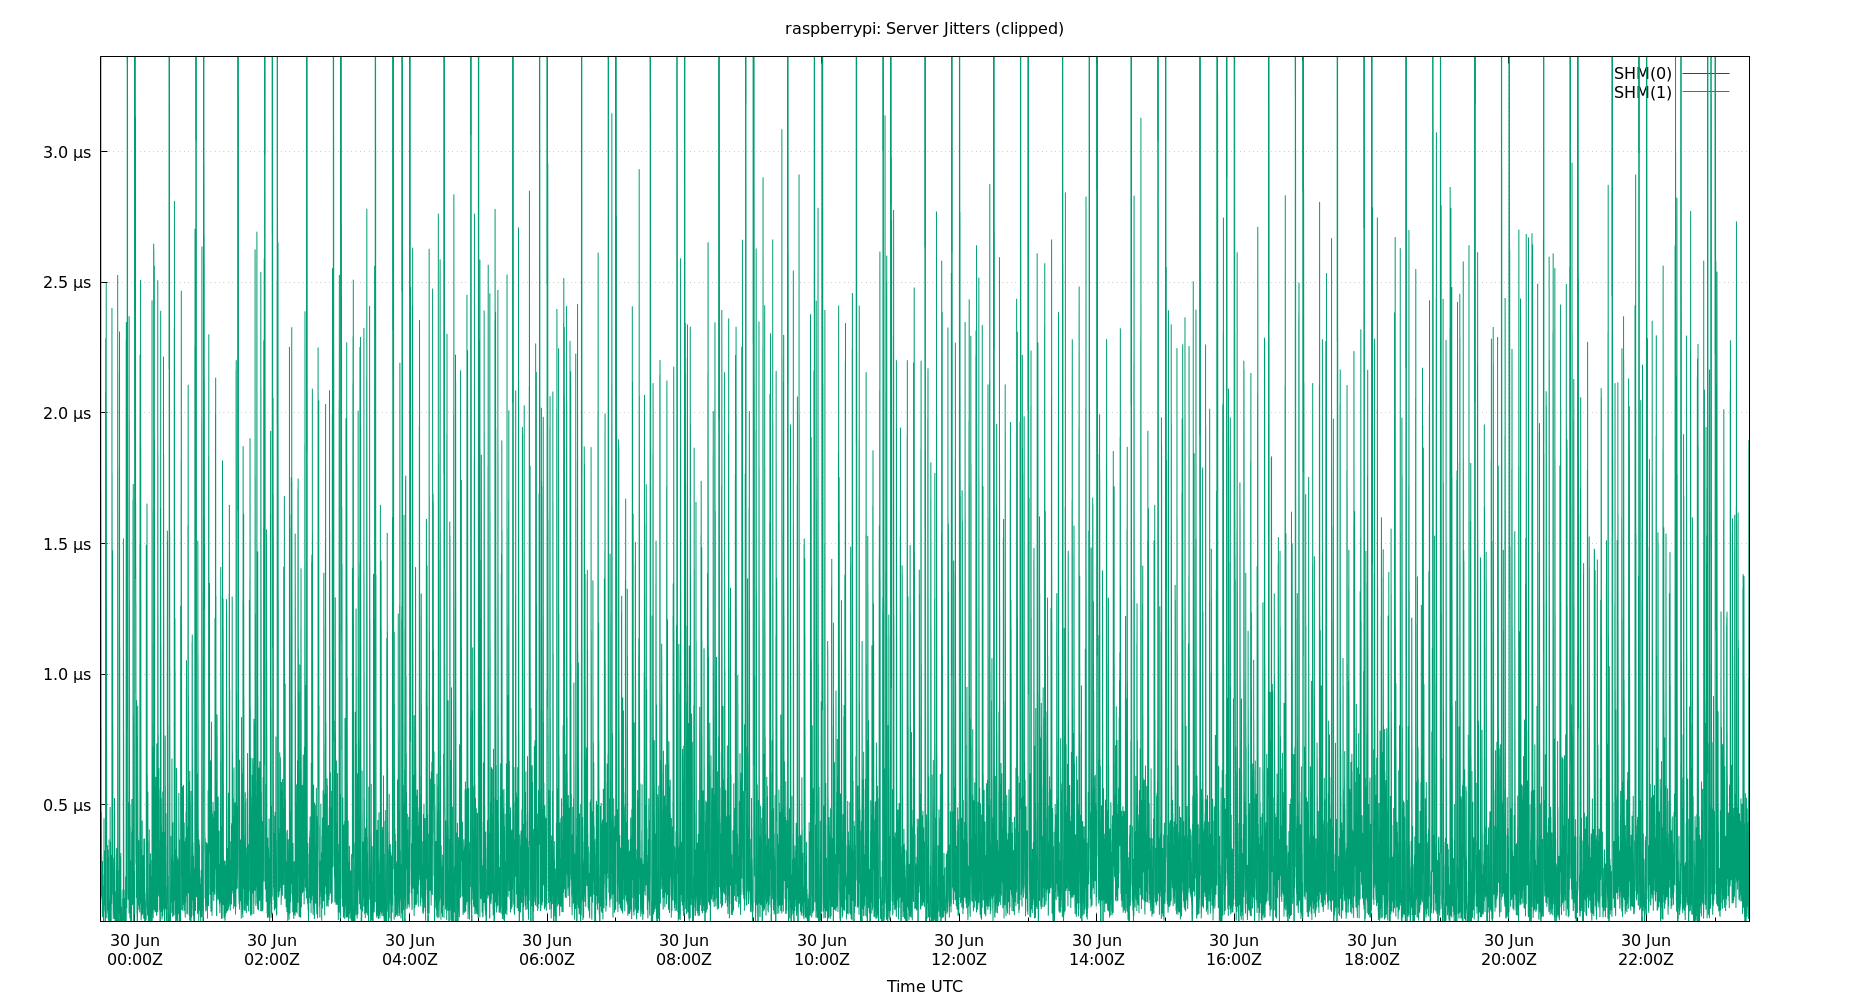 raspberrypi: Server Jitters (clipped)
SHM(0)
SHM(1)
3.0 µs
2.5 µs
2.0 µs
1.5 µs
1.0 µs
0.5 µs
30 Jun 30 Jun 30 Jun 30 Jun 30 Jun 30 Jun 30 Jun 30 Jun 30 Jun 30 Jun 30 Jun 30 Jun
00:00Z 02:00Z 04:00Z 06:00Z 08:00Z 10:00Z 12:00Z 14:00Z 16:00Z 18:00Z 20:00Z 22:00Z
Time UTC